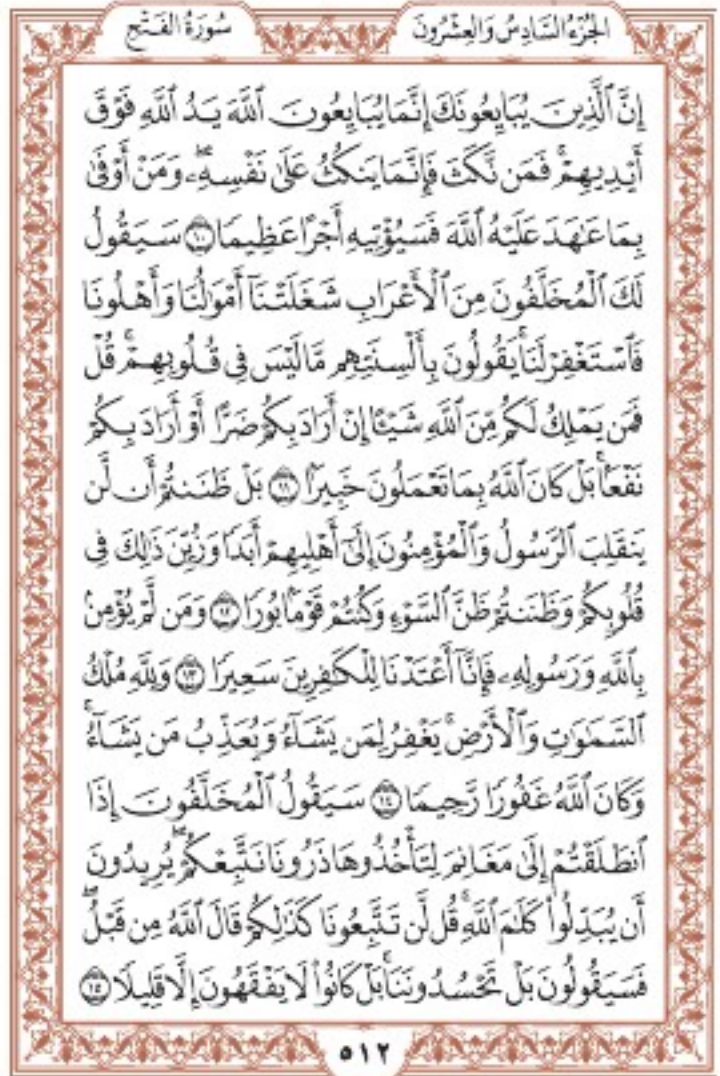 الجُزْءُ السَّادِسُ وَالعِشْرُونَ
سُورَةُ الفَتْحِ
إِنَّ ٱلَّذِينَ يُبَايِعُونَكَ إِنَّمَا يُبَايِعُونَ ٱللَّهَ يَدُ ٱللَّهِ فَوْقَ
أَيْدِيهِمْۚ فَمَن نَّكَثَ فَإِنَّمَا يَنكُثُ عَلَىٰ نَفْسِهِۦۖ وَمَنْ أَوْفَىٰ
بِمَا عَٰهَدَ عَلَيْهُ ٱللَّهَ فَسَيُؤْتِيهِ أَجْرًا عَظِيمًا ١٠ سَيَقُولُ
لَكَ ٱلْمُخَلَّفُونَ مِنَ ٱلْأَعْرَابِ شَغَلَتْنَآ أَمْوَٰلُنَا وَأَهْلُونَا
فَٱسْتَغْفِرْ لَنَاۚ يَقُولُونَ بِأَلْسِنَتِهِم مَّا لَيْسَ فِى قُلُوبِهِمْۚ قُلْ
فَمَن يَمْلِكُ لَكُم مِّنَ ٱللَّهِ شَيْـًٔا إِنْ أَرَادَ بِكُمْ ضَرًّا أَوْ أَرَادَ بِكُمْ
نَفْعًۢاۚ بَلْ كَانَ ٱللَّهُ بِمَا تَعْمَلُونَ خَبِيرًۢا ١١ بَلْ ظَنَنتُمْ أَن لَّن
يَنقَلِبَ ٱلرَّسُولُ وَٱلْمُؤْمِنُونَ إِلَىٰٓ أَهْلِيهِمْ أَبَدًا وَزُيِّنَ ذَٰلِكَ فِى
قُلُوبِكُمْ وَظَنَنتُمْ ظَنَّ ٱلسَّوْءِ وَكُنتُمْ قَوْمًۢا بُورًا ١٢ وَمَن لَّمْ يُؤْمِنۢ
بِٱللَّهِ وَرَسُولِهِۦ فَإِنَّآ أَعْتَدْنَا لِلْكَٰفِرِينَ سَعِيرًا ١٣ وَلِلَّهِ مُلْكُ
ٱلسَّمَٰوَٰتِ وَٱلْأَرْضِۚ يَغْفِرُ لِمَن يَشَآءُ وَيُعَذِّبُ مَن يَشَآءُۚ
وَكَانَ ٱللَّهُ غَفُورًا رَّحِيمًا ١٤ سَيَقُولُ ٱلْمُخَلَّفُونَ إِذَا
ٱنطَلَقْتُمْ إِلَىٰ مَغَانِمَ لِتَأْخُذُوهَا ذَرُونَا نَتَّبِعْكُمْۖ يُرِيدُونَ
أَن يُبَدِّلُوا۟ كَلَٰمَ ٱللَّهِۚ قُل لَّن تَتَّبِعُونَا كَذَٰلِكُمْ قَالَ ٱللَّهُ مِن قَبْلُۖ
فَسَيَقُولُونَ بَلْ تَحْسُدُونَنَاۚ بَلْ كَانُوا۟ لَا يَفْقَهُونَ إِلَّا قَلِيلًا ١٥
٥١٢